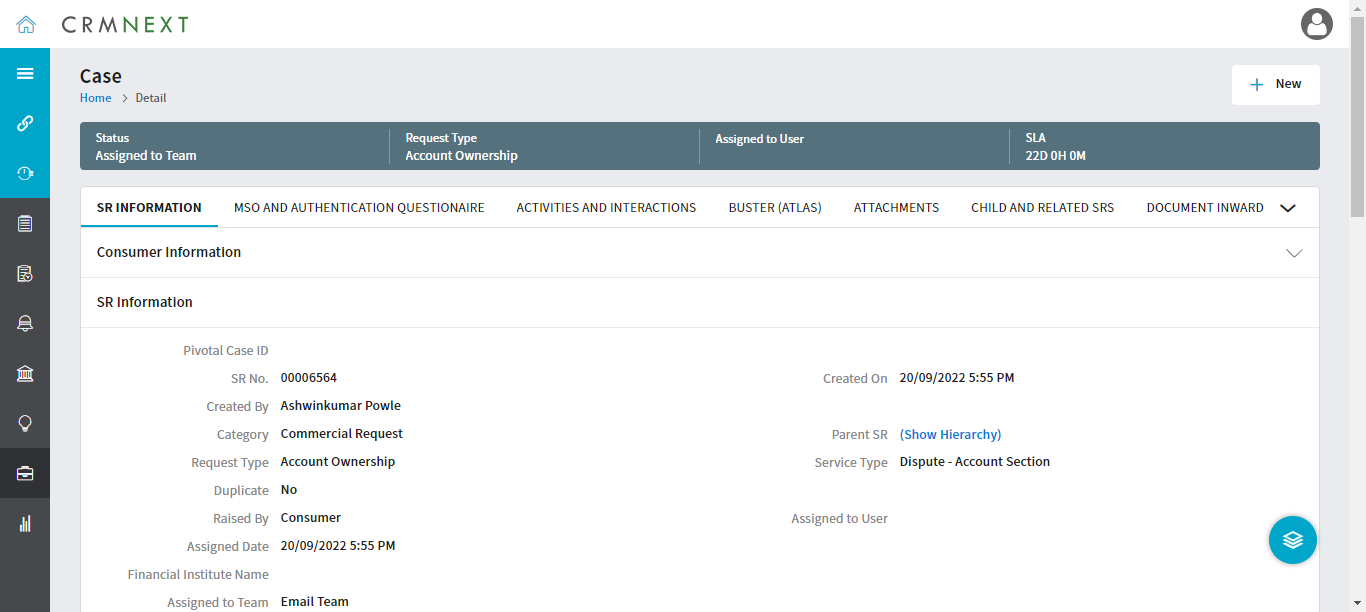 CRMNEXT
Case
Home > Detail
New
Status
Assigned to Team
Request Type
Account Ownership
Assigned to User
SLA
22D 0H 0M
SR INFORMATION MSO AND AUTHENTICATION QUESTIONAIRE ACTIVITIES AND INTERACTIONS BUSTER (ATLAS) ATTACHMENTS CHILD AND RELATED SRS DOCUMENT INWARD
Consumer Information
SR Information
Pivotal Case ID
SR No. 00006564 Created On 20/09/2022 5:55 PM
Created By Ashwinkumar Powle
Category Commercial Request Parent SR (Show Hierarchy)
Request Type Account Ownership Service Type Dispute - Account Section
Duplicate No
Raised By Consumer Assigned to User
Assigned Date 20/09/2022 5:55 PM
Financial Institute Name
Assigned to Team Email Team